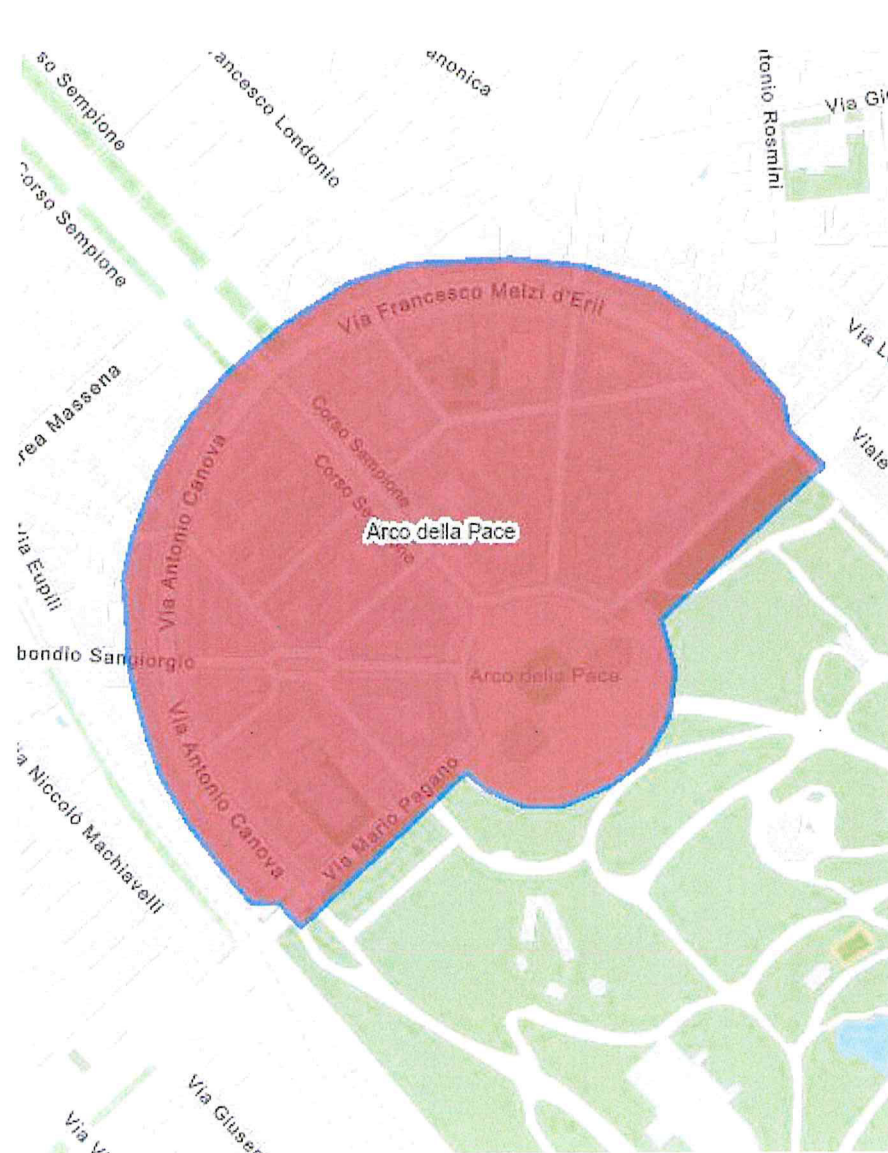 so Sempione
ancesco Londonio
anonica
tonio Rosmini
Via Gi
Corso Sempione
Via Francesco Melzi d'Eril
Via L
rea Massena
Corso Sempione
Corso Se
Viale
Via Antonio Canova
Arco della Pace
Via Eupili
bondio Sangiorgio
Arco della Pace
Via Antonio Canova
Via Mario Pagano
a Niccolò Machiavelli
Via Giuse
Via V